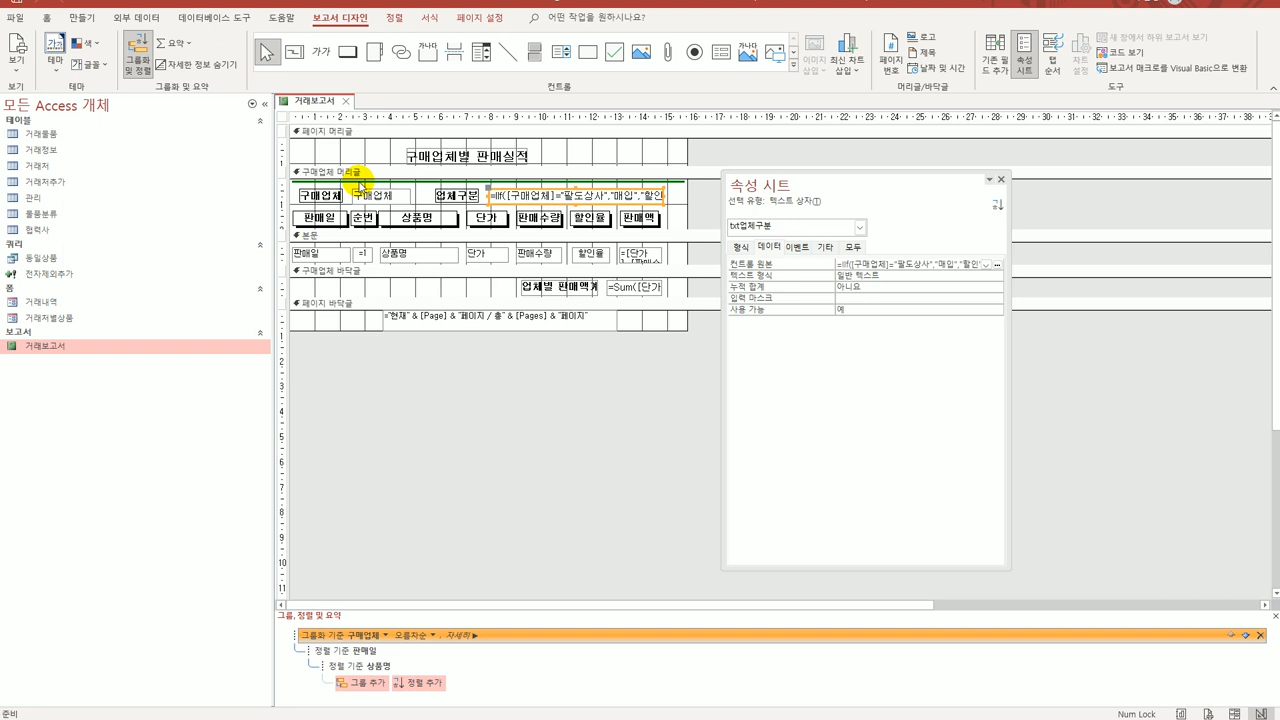 파일 홈 만들기 외부 데이터 데이터베이스 도구 도움말 보고서 디자인 정렬 서식 페이지 설정 어떤 작업을 원하시나요?
보기 테마 색 글꼴 그룹화 및 정렬 요약 자세한 정보 숨기기 가가 가나다 이미지 삽입 최신 차트 삽입 페이지 번호 로고 제목 날짜 및 시간 기존 필드 추가 속성 시트 탭 순서 차트 설정 새 창에서 하위 보고서 보기 코드 보기 보고서 매크로를 Visual Basic으로 변환
보기 테마 그룹화 및 요약 컨트롤 머리글/바닥글 도구
모든 Access 개체
테이블
거래물품
거래정보
거래처
거래처추가
관리
물품분류
협력사
쿼리
동일상품
전자제외추가
폼
거래내역
거래처별상품
보고서
거래보고서
거래보고서
페이지 머리글
구매업체별 판매실적
구매업체 머리글
구매업체 구매업체 업체구분 =IIf([구매업체]="팔도상사","매입","할인
판매일 순번 상품명 단가 판매수량 할인율 판매액
본문
판매일 =1 상품명 단가 판매수량 할인율 =[단가
구매업체 바닥글
업체별 판매액 =Sum([단가
페이지 바닥글
="현재" & [Page] & "페이지 / 총" & [Pages] & "페이지"
속성 시트
선택 유형: 텍스트 상자
txt업체구분
형식 데이터 이벤트 기타 모두
컨트롤 원본 =IIf([구매업체]="팔도상사","매입","할인"
텍스트 형식 일반 텍스트
누적 합계 아니요
입력 마스크
사용 가능 예
그룹, 정렬 및 요약
그룹화 기준 구매업체 오름차순 , 자세히
정렬 기준 판매일
정렬 기준 상품명
그룹 추가 정렬 추가
준비 Num Lock